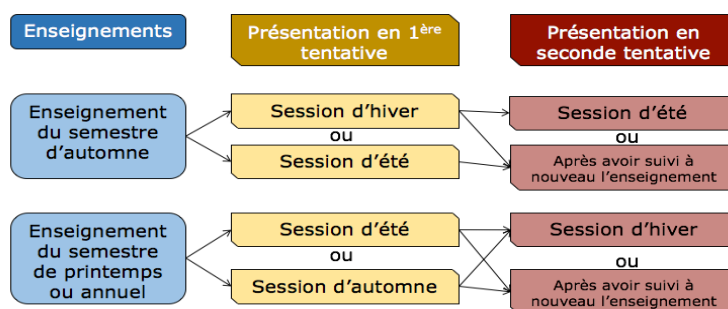 Enseignements
Présentation en 1ère
tentative
Présentation en
seconde tentative
Enseignement
du semestre
d'automne
Session d'hiver
ou
Session d'été
Session d'été
ou
Après avoir suivi à
nouveau l'enseignement
Enseignement
du semestre
de printemps
ou annuel
Session d'été
ou
Session d'automne
Session d'hiver
ou
Après avoir suivi à
nouveau l'enseignement